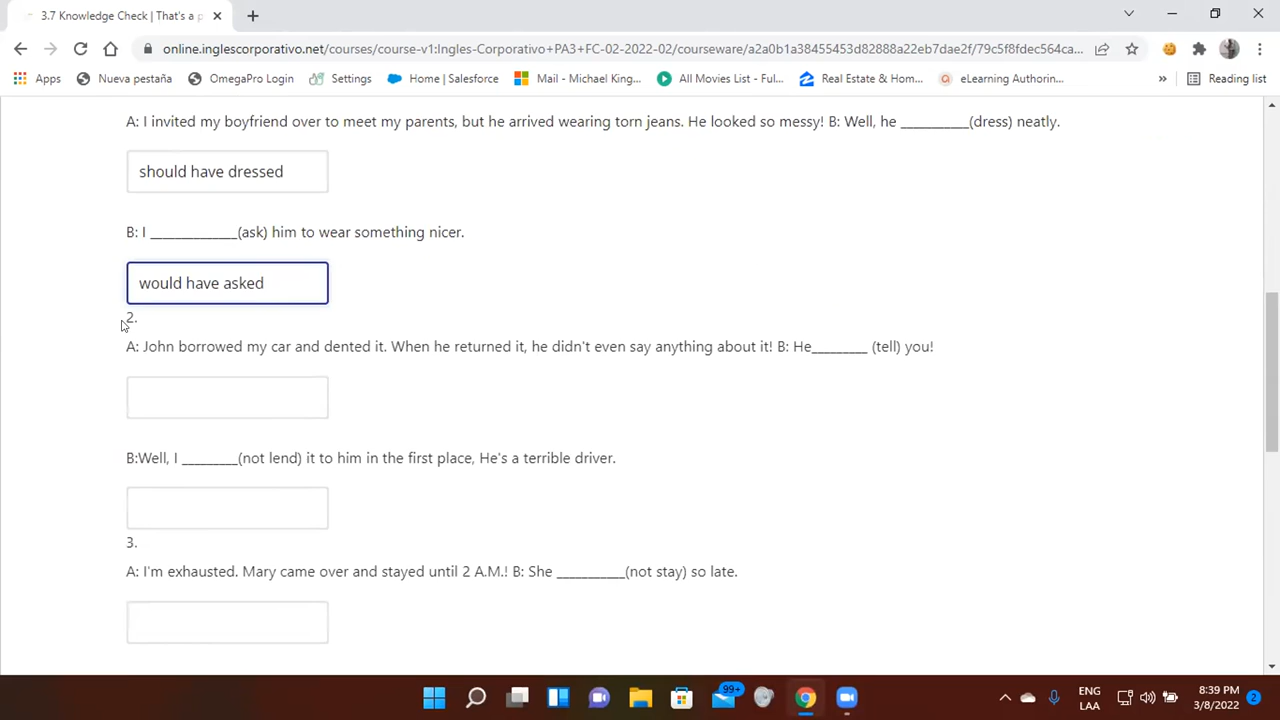 3.7 Knowledge Check | That's a p
online.inglescorporativo.net/courses/course-v1:Ingles-Corporativo+PA3+FC-02-2022-02/courseware/a2a0b1a38455453d82888a22eb7dae2f/79c5f8fdec564ca...
Apps Nueva pestaña OmegaPro Login Settings Home | Salesforce Mail - Michael King... All Movies List - Ful... Real Estate & Hom... eLearning Authorin... » Reading list
A: I invited my boyfriend over to meet my parents, but he arrived wearing torn jeans. He looked so messy! B: Well, he __________(dress) neatly.
should have dressed
B: I _____________(ask) him to wear something nicer.
would have asked
2.
A: John borrowed my car and dented it. When he returned it, he didn't even say anything about it! B: He________ (tell) you!
B:Well, I ________(not lend) it to him in the first place, He's a terrible driver.
3.
A: I'm exhausted. Mary came over and stayed until 2 A.M.! B: She __________(not stay) so late.
99+
ENG
LAA
8:39 PM
3/8/2022
2